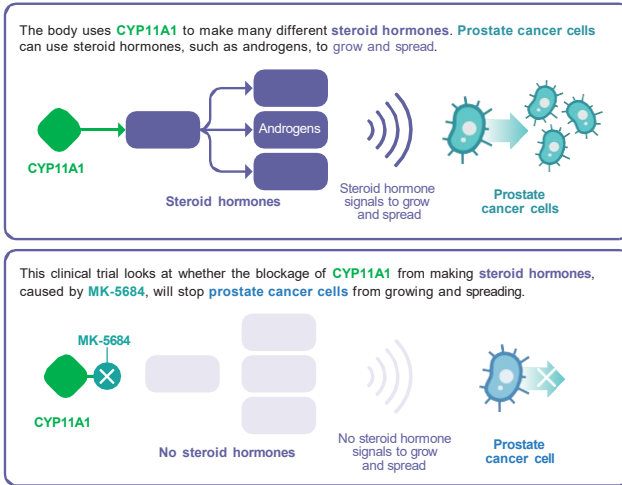 The body uses CYP11A1 to make many different steroid hormones. Prostate cancer cells
can use steroid hormones, such as androgens, to grow and spread.
Androgens
CYP11A1
Steroid hormones
Steroid hormone
signals to grow
and spread
Prostate
cancer cells
This clinical trial looks at whether the blockage of CYP11A1 from making steroid hormones,
caused by MK-5684, will stop prostate cancer cells from growing and spreading.
MK-5684
CYP11A1
No steroid hormones
No steroid hormone
signals to grow
and spread
Prostate
cancer cell